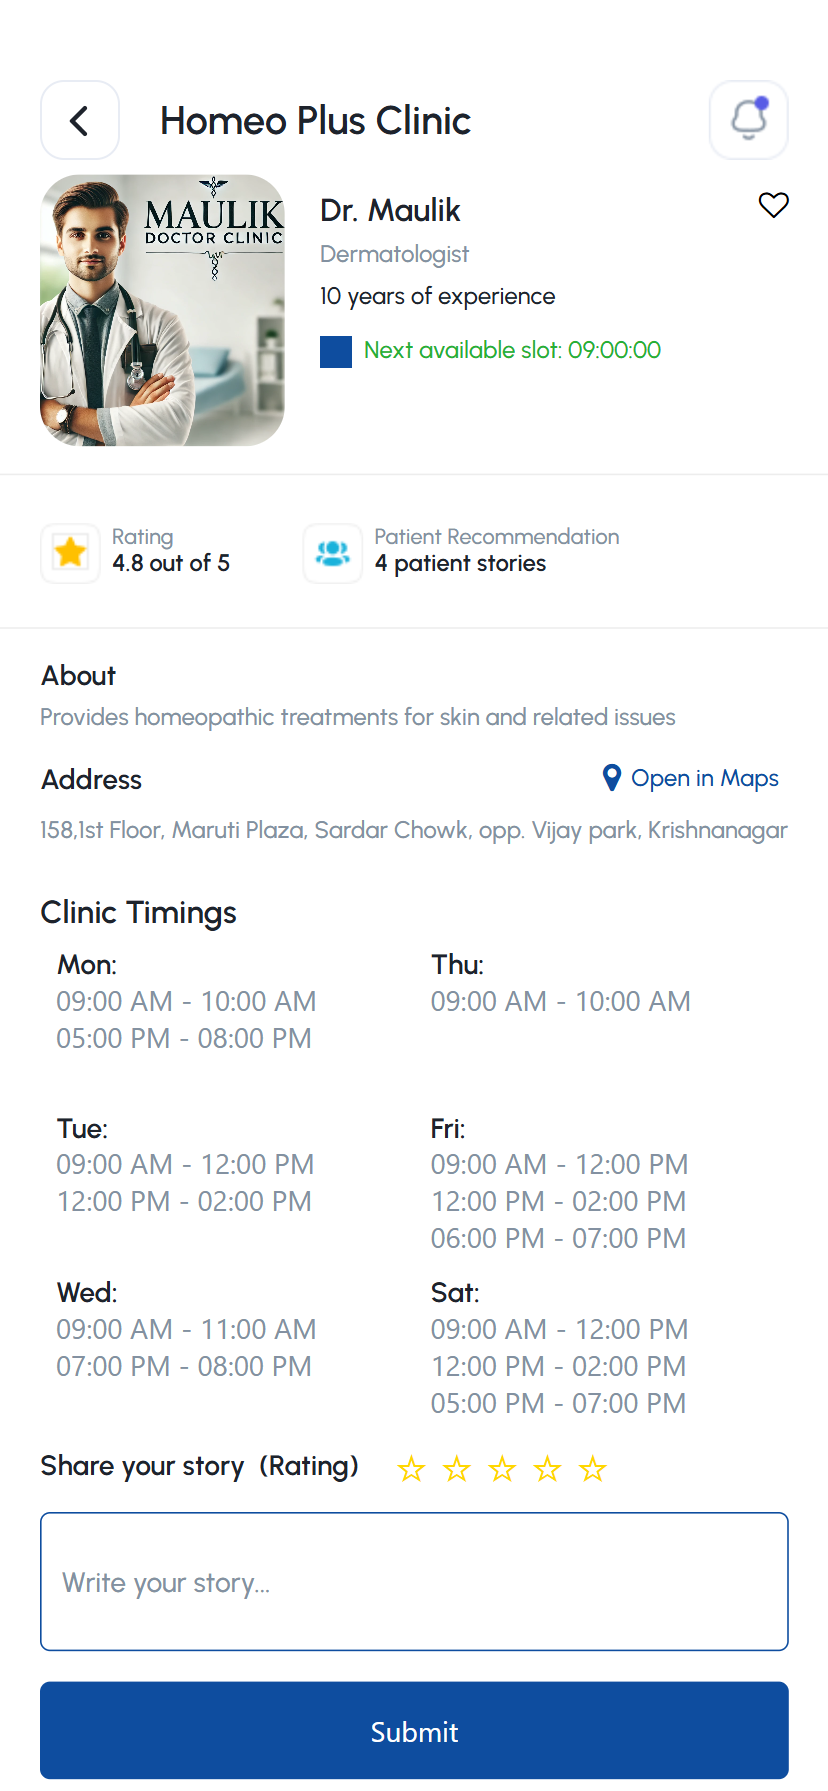 Homeo Plus Clinic
MAULIK
DOCTOR CLINIC
Dr. Maulik
Dermatologist
10 years of experience
Next available slot: 09:00:00
Rating
4.8 out of 5
Patient Recommendation
4 patient stories
About
Provides homeopathic treatments for skin and related issues
Address
Open in Maps
158,1st Floor, Maruti Plaza, Sardar Chowk, opp. Vijay park, Krishnanagar
Clinic Timings
Mon:
09:00 AM - 10:00 AM
05:00 PM - 08:00 PM
Thu:
09:00 AM - 10:00 AM
Tue:
09:00 AM - 12:00 PM
12:00 PM - 02:00 PM
Fri:
09:00 AM - 12:00 PM
12:00 PM - 02:00 PM
06:00 PM - 07:00 PM
Wed:
09:00 AM - 11:00 AM
07:00 PM - 08:00 PM
Sat:
09:00 AM - 12:00 PM
12:00 PM - 02:00 PM
05:00 PM - 07:00 PM
Share your story (Rating)
Write your story...
Submit